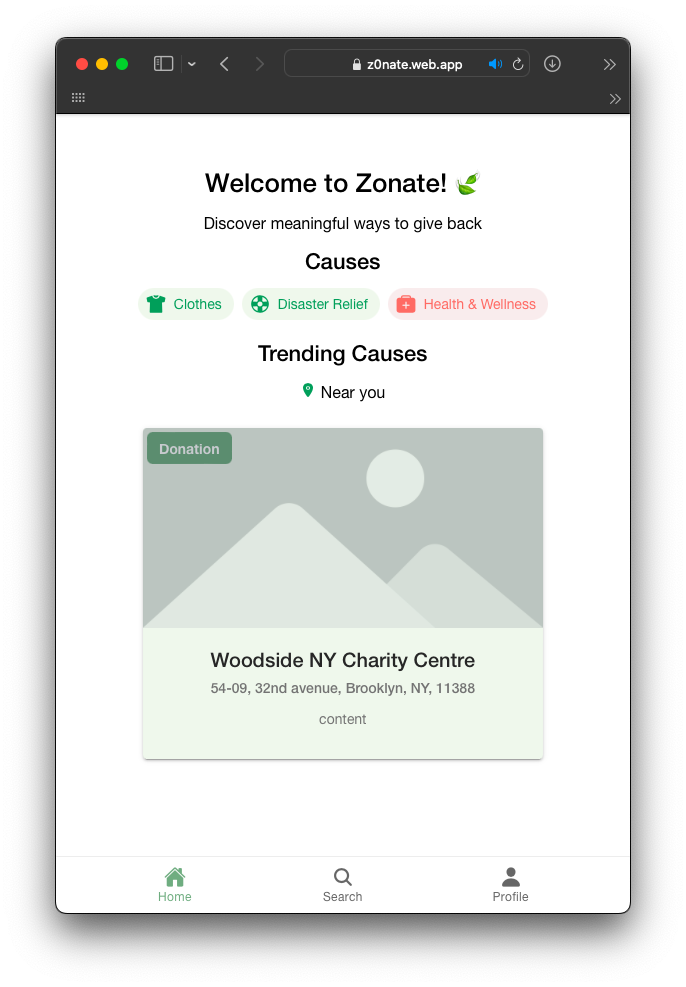 z0nate.web.app
Welcome to Zonate! 🌿
Discover meaningful ways to give back
Causes
Clothes Disaster Relief Health & Wellness
Trending Causes
Near you
Donation
Woodside NY Charity Centre
54-09, 32nd avenue, Brooklyn, NY, 11388
content
Home Search Profile